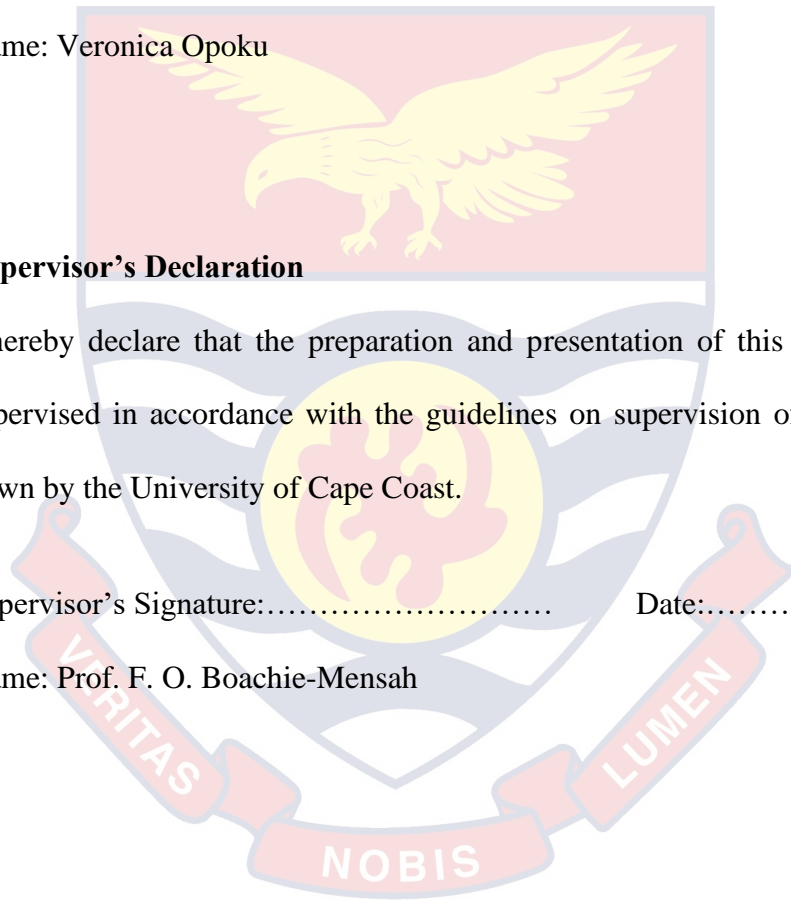 ame: Veronica Opoku
pervisor’s Declaration
hereby declare that the preparation and presentation of this
pervised in accordance with the guidelines on supervision of
wn by the University of Cape Coast.
pervisor’s Signature:………………………… Date:………
ame: Prof. F. O. Boachie-Mensah
VERITAS
NOBIS
LUMEN